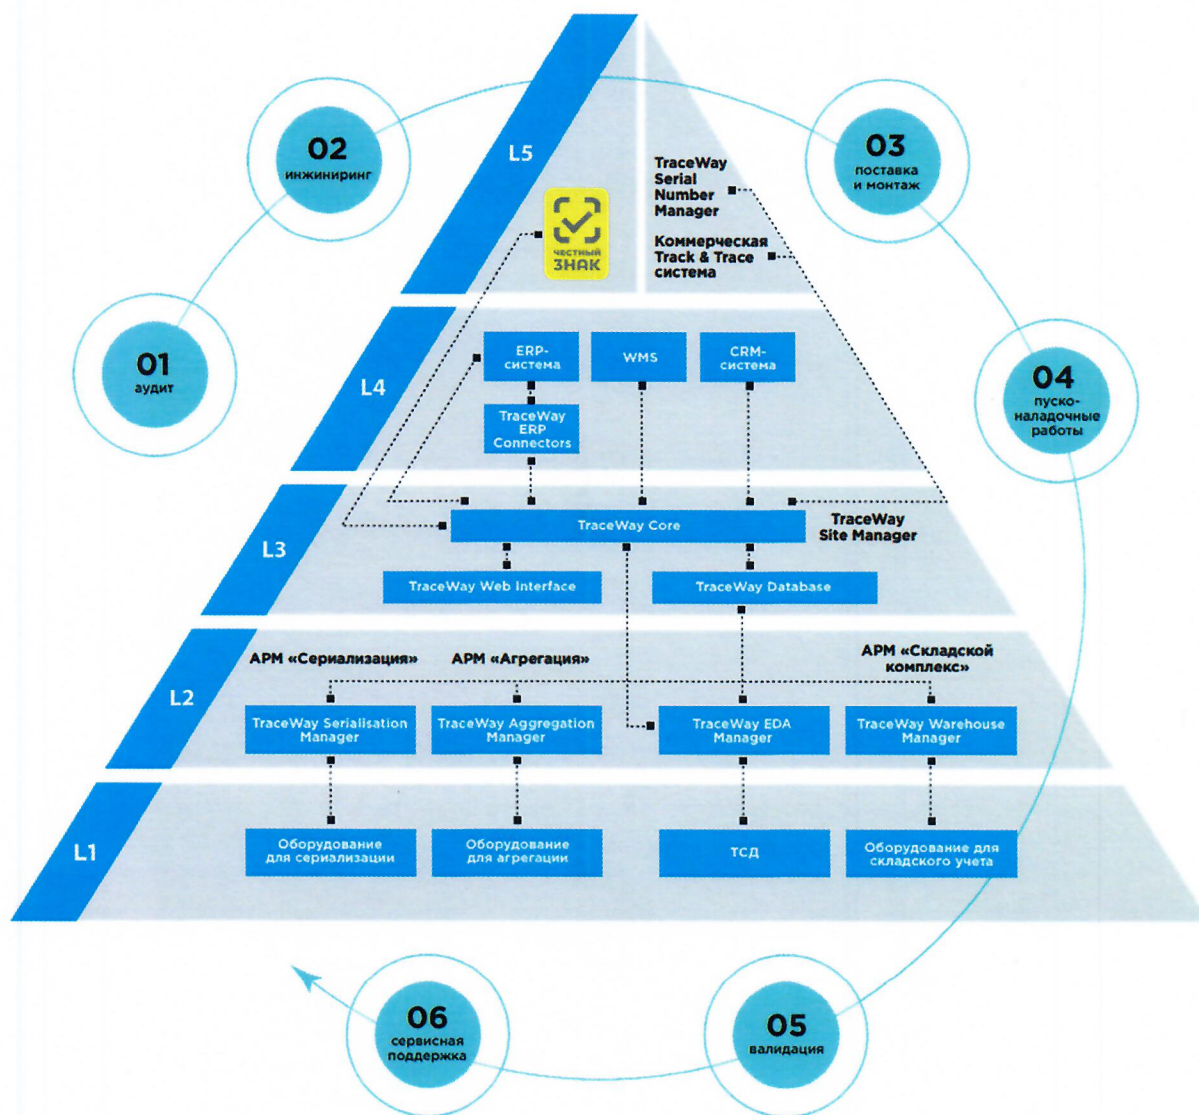 L5
02
инжиниринг
03
поставка
и монтаж
TraceWay
Serial
Number
Manager
ЧЕСТНЫЙ
ЗНАК
Коммерческая
Track & Trace
система
01
аудит
L4
ERP-
система
WMS
CRM-
система
TraceWay
ERP
Connectors
04
пуско-
наладочные
работы
L3
TraceWay Core
TraceWay
Site Manager
TraceWay Web Interface
TraceWay Database
L2
АРМ «Сериализация»
АРМ «Агрегация»
АРМ «Складской
комплекс»
TraceWay Serialisation
Manager
TraceWay Aggregation
Manager
TraceWay EDA
Manager
TraceWay Warehouse
Manager
L1
Оборудование
для сериализации
Оборудование
для агрегации
ТСД
Оборудование для
складского учета
06
сервисная
поддержка
05
валидация